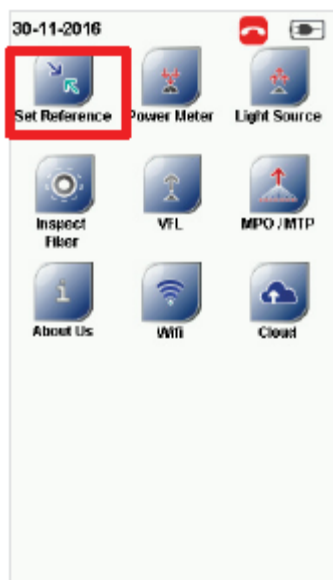 30-11-2016
Set Reference Power Meter Light Source
Inspect Fiber VFL MPO/MTP
About Us Wifi Cloud